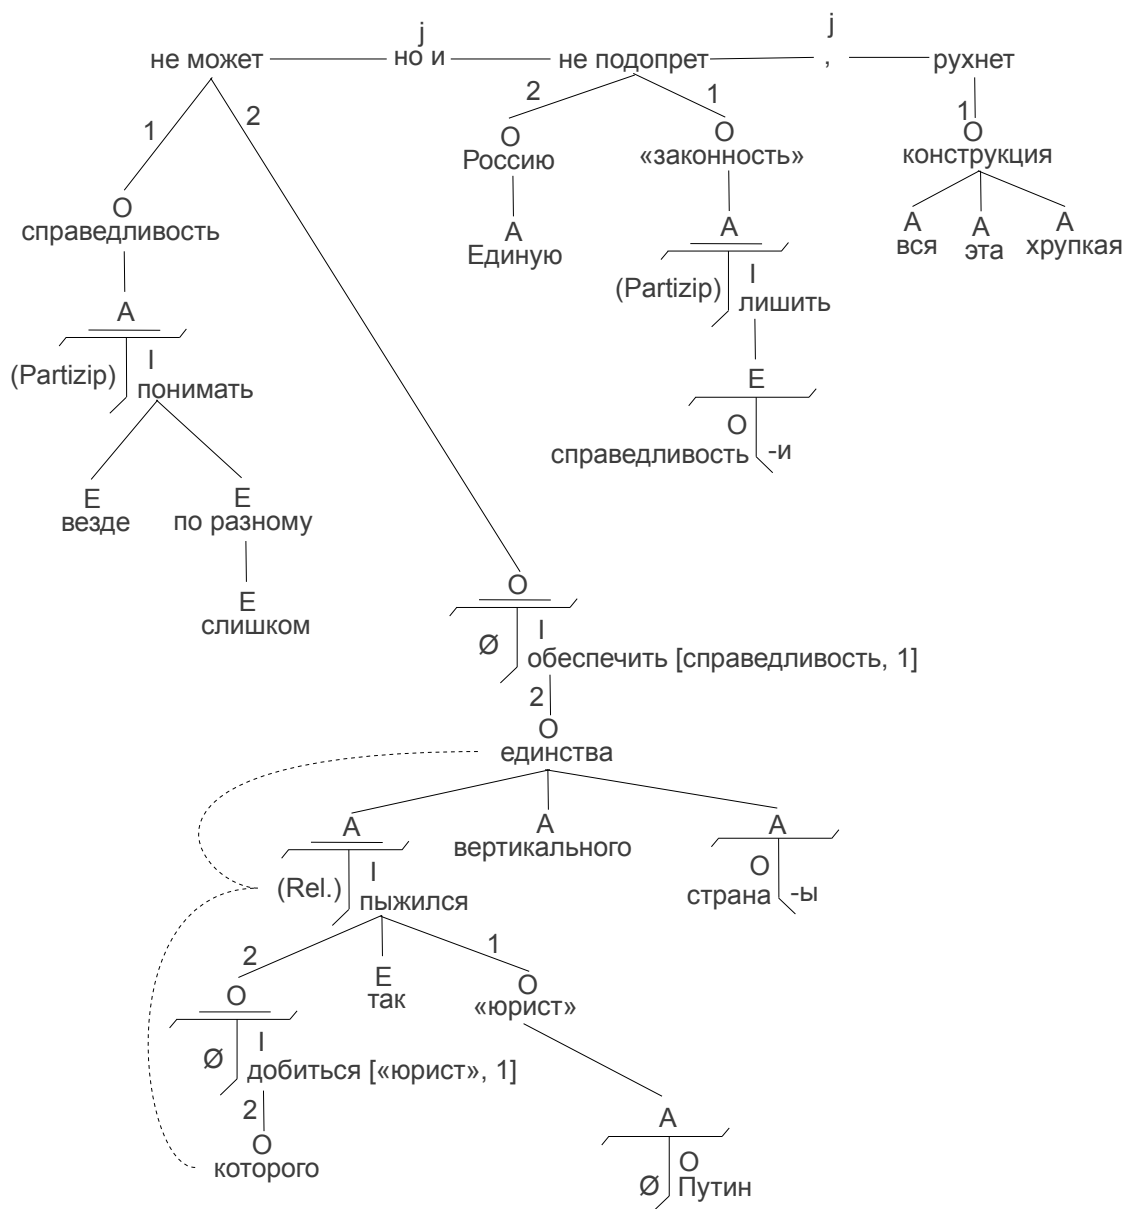 j
j
не может
но и
не подопрет
,
рухнет
1
2
2
1
1
O
Россию
O
«законность»
O
конструкция
O
справедливость
A
Единую
A
A
вся
A
эта
A
хрупкая
(Partizip)
I
лишить
A
(Partizip)
I
понимать
E
O
справедливость
-и
E
везде
E
по разному
E
слишком
O
Ø
I
обеспечить [справедливость, 1]
2
O
единства
A
A
вертикального
A
(Rel.)
I
пыжился
O
страна
-ы
2
1
O
E
так
O
«юрист»
Ø
I
добиться [«юрист», 1]
2
O
которого
A
Ø
O
Путин